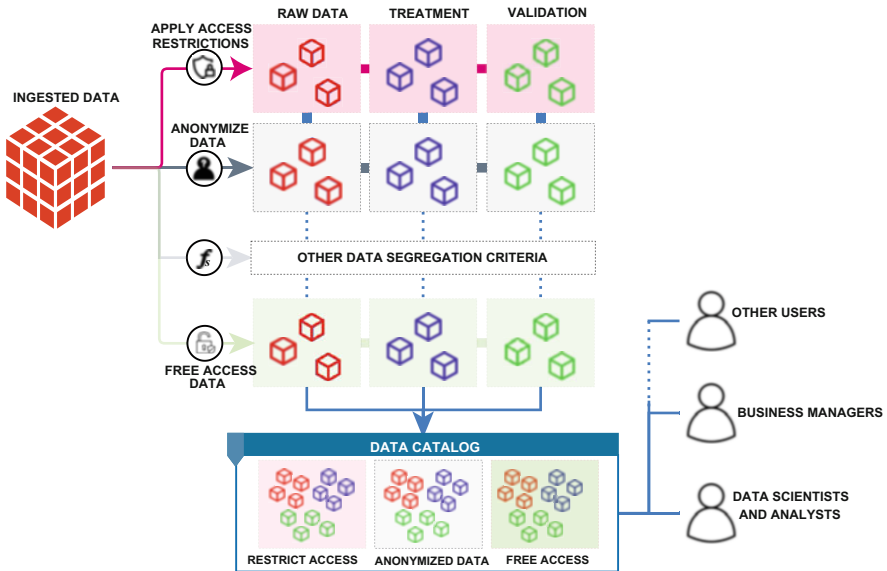 RAW DATA
TREATMENT
VALIDATION
APPLY ACCESS
RESTRICTIONS
INGESTED DATA
ANONYMIZE
DATA
fs
OTHER DATA SEGREGATION CRITERIA
FREE ACCESS
DATA
DATA CATALOG
RESTRICT ACCESS
ANONYMIZED DATA
FREE ACCESS
OTHER USERS
BUSINESS MANAGERS
DATA SCIENTISTS
AND ANALYSTS